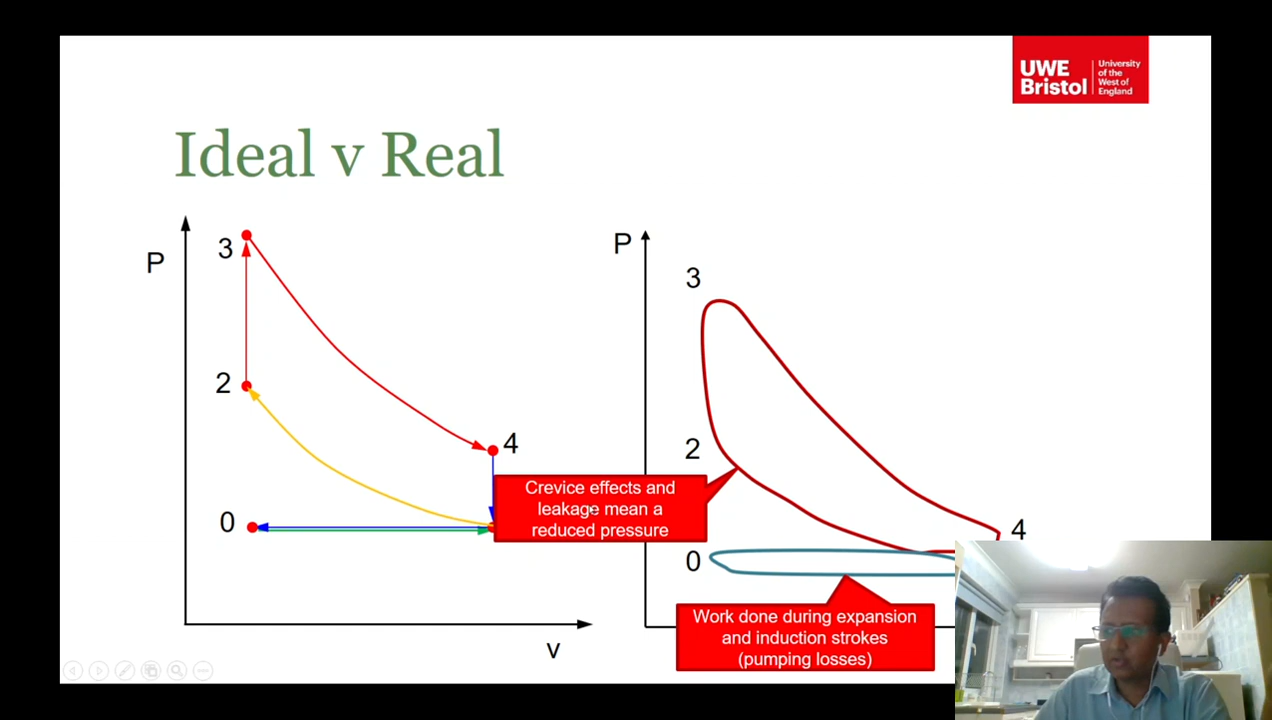 UWE
Bristol
University
of the
West of
England
Ideal v Real
P
3
2
4
0
v
P
3
2
4
0
Crevice effects and
leakage mean a
reduced pressure
Work done during expansion
and induction strokes
(pumping losses)